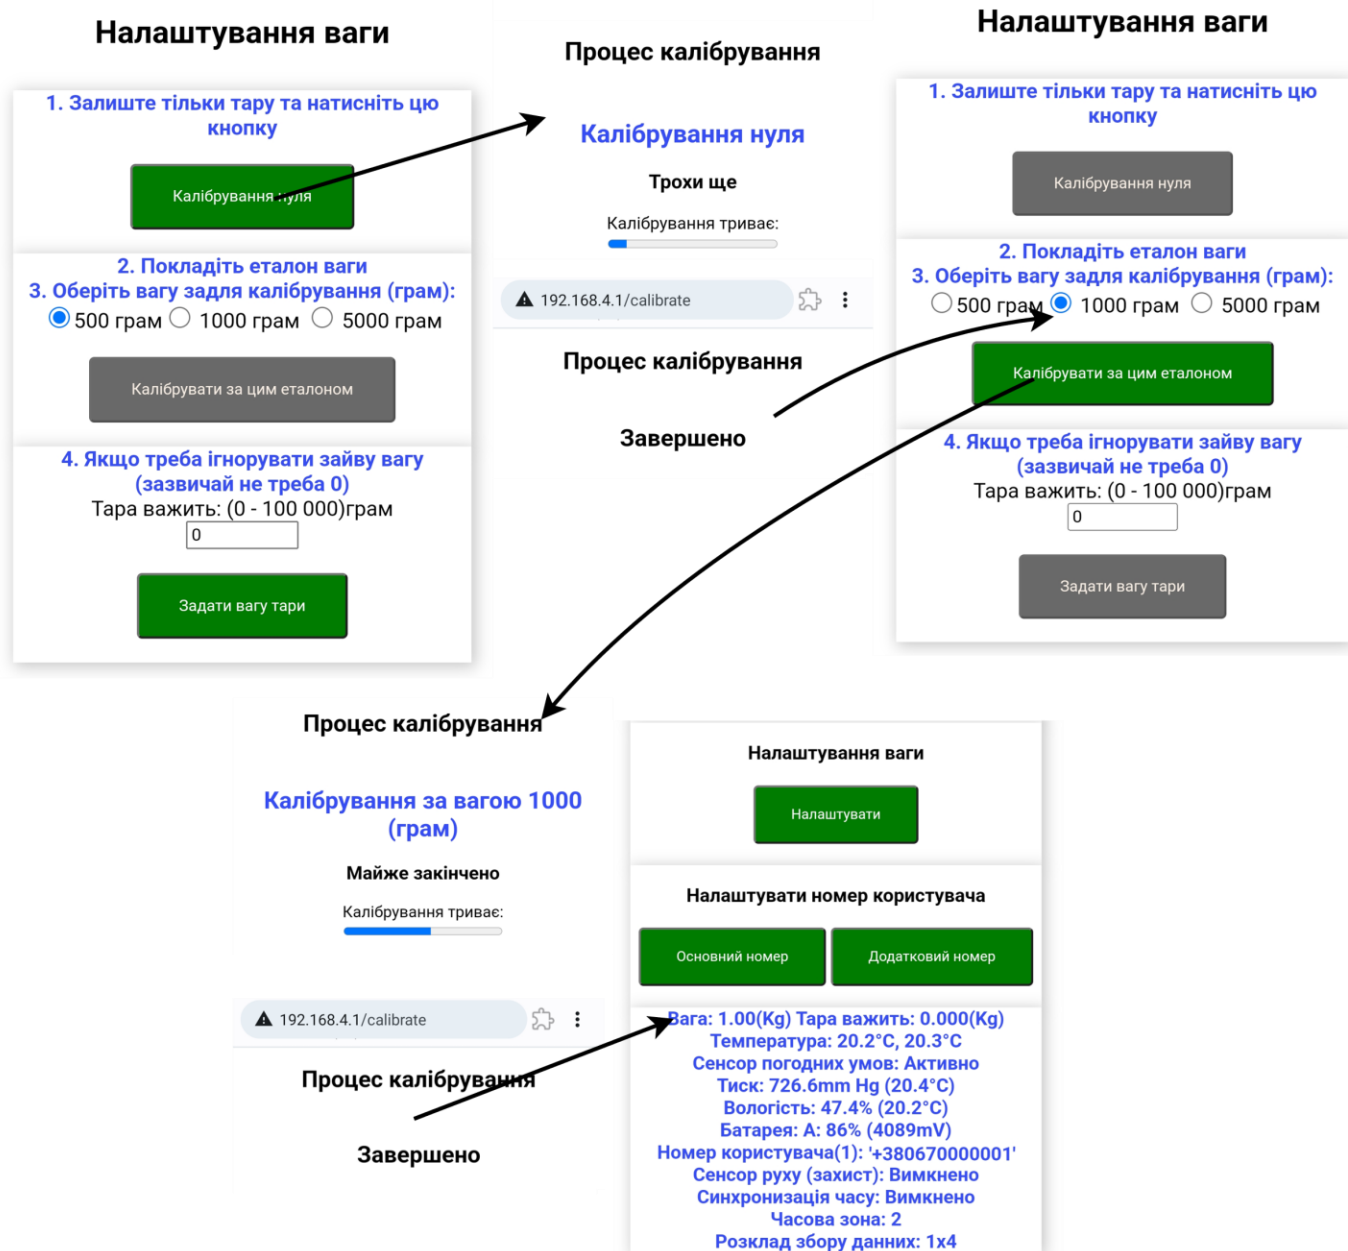 Налаштування ваги
1. Залиште тільки тару та натисніть цю
кнопку
Калібрування нуля
2. Покладіть еталон ваги
3. Оберіть вагу задля калібрування (грам):
500 грам 1000 грам 5000 грам
Калібрувати за цим еталоном
4. Якщо треба ігнорувати зайву вагу
(зазвичай не треба 0)
Тара важить: (0 - 100 000)грам
0
Задати вагу тари
Процес калібрування
Калібрування нуля
Трохи ще
Калібрування триває:
192.168.4.1/calibrate
Процес калібрування
Завершено
Налаштування ваги
1. Залиште тільки тару та натисніть цю
кнопку
Калібрування нуля
2. Покладіть еталон ваги
3. Оберіть вагу задля калібрування (грам):
500 грам 1000 грам 5000 грам
Калібрувати за цим еталоном
4. Якщо треба ігнорувати зайву вагу
(зазвичай не треба 0)
Тара важить: (0 - 100 000)грам
0
Задати вагу тари
Процес калібрування
Калібрування за вагою 1000
(грам)
Майже закінчено
Калібрування триває:
192.168.4.1/calibrate
Процес калібрування
Завершено
Налаштування ваги
Налаштувати
Налаштувати номер користувача
Основний номер Додатковий номер
Вага: 1.00(Kg) Тара важить: 0.000(Kg)
Температура: 20.2°C, 20.3°C
Сенсор погодних умов: Активно
Тиск: 726.6mm Hg (20.4°C)
Вологість: 47.4% (20.2°C)
Батарея: А: 86% (4089mV)
Номер користувача(1): '+380670000001'
Сенсор руху (захист): Вимкнено
Синхронизація часу: Вимкнено
Часова зона: 2
Розклад збору данних: 1x4